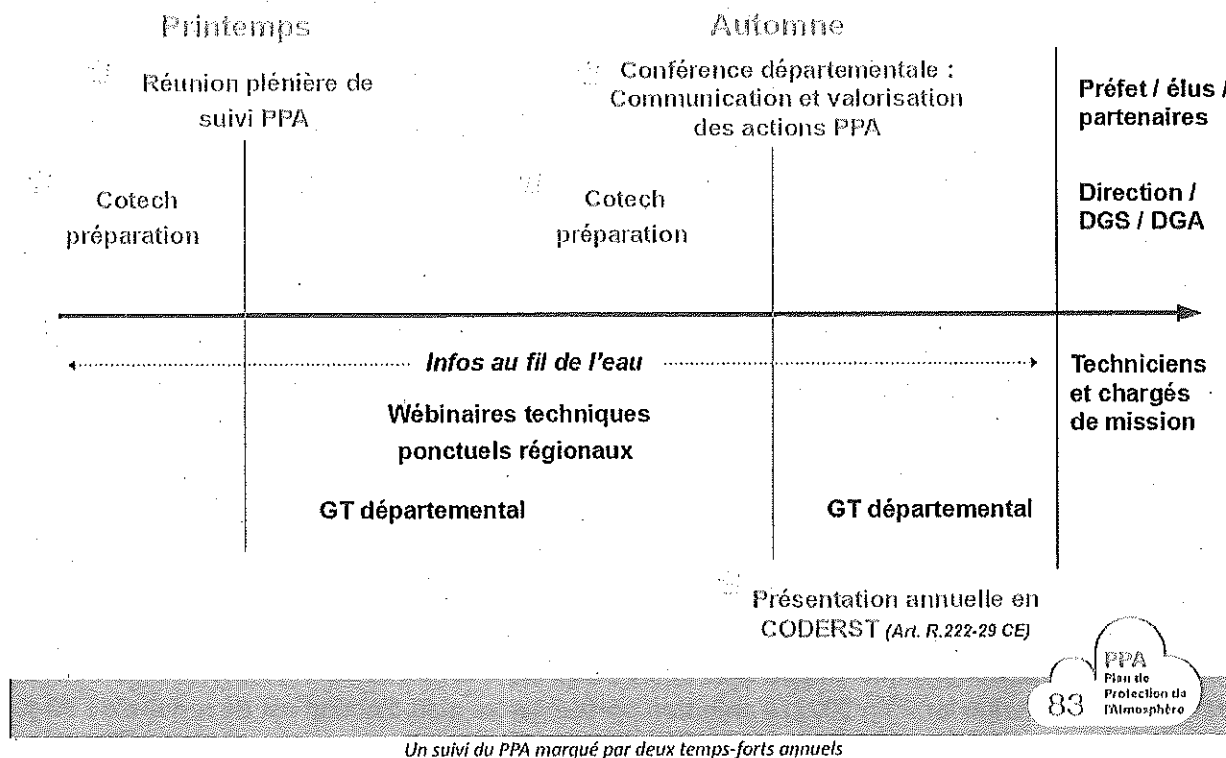 Printemps
Automne
Réunion plénière de
suivi PPA
Conférence départementale :
Communication et valorisation
des actions PPA
Préfet / élus /
partenaires
Cotech
préparation
Cotech
préparation
Direction /
DGS / DGA
Infos au fil de l'eau
Techniciens
et chargés
de mission
Wébinaires techniques
ponctuels régionaux
GT départemental
GT départemental
Présentation annuelle en
CODERST (Art. R.222-29 CE)
83
PPA
Plan de
Protection de
l'Atmosphère
Un suivi du PPA marqué par deux temps-forts annuels